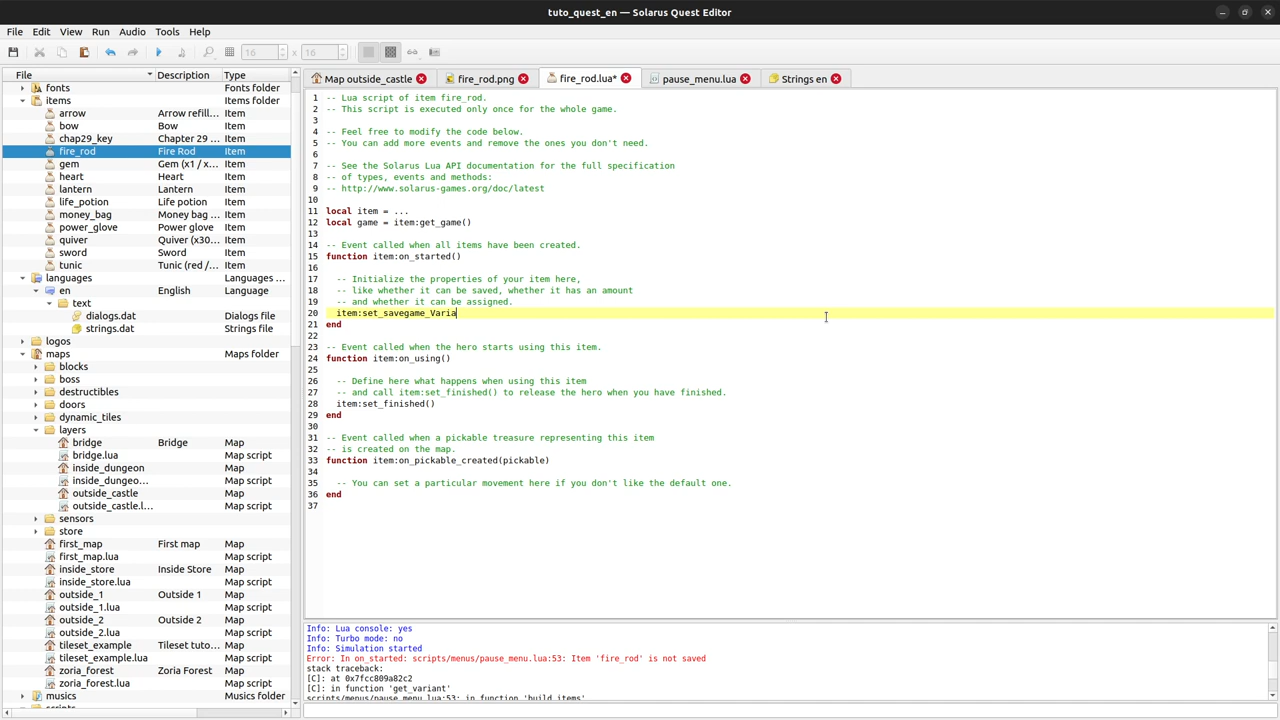 tuto_quest_en — Solarus Quest Editor
File Edit View Run Audio Tools Help
16 x 16
File Description Type
fonts Fonts folder
items Items folder
arrow Arrow refill... Item
bow Bow Item
chap29_key Chapter 29 ... Item
fire_rod Fire Rod Item
gem Gem (x1 / x... Item
heart Heart Item
lantern Lantern Item
life_potion Life potion Item
money_bag Money bag ... Item
power_glove Power glove Item
quiver Quiver (x30... Item
sword Sword Item
tunic Tunic (red /... Item
languages Languages ...
en English Language
text
dialogs.dat Dialogs file
strings.dat Strings file
logos
maps Maps folder
blocks
boss
destructibles
doors
dynamic_tiles
layers
bridge Bridge Map
bridge.lua Map script
inside_dungeon Map
inside_dungeo... Map script
outside_castle Map
outside_castle.l... Map script
sensors
store
first_map First map Map
first_map.lua Map script
inside_store Inside Store Map
inside_store.lua Map script
outside_1 Outside 1 Map
outside_1.lua Map script
outside_2 Outside 2 Map
outside_2.lua Map script
tileset_example Tileset tuto... Map
tileset_example.lua Map script
zoria_forest Zoria Forest Map
zoria_forest.lua Map script
musics Musics folder
Map outside_castle fire_rod.png fire_rod.lua* pause_menu.lua Strings en
1 -- Lua script of item fire_rod.
2 -- This script is executed only once for the whole game.
3
4 -- Feel free to modify the code below.
5 -- You can add more events and remove the ones you don't need.
6
7 -- See the Solarus Lua API documentation for the full specification
8 -- of types, events and methods:
9 -- http://www.solarus-games.org/doc/latest
10
11 local item = ...
12 local game = item:get_game()
13
14 -- Event called when all items have been created.
15 function item:on_started()
16
17 -- Initialize the properties of your item here,
18 -- like whether it can be saved, whether it has an amount
19 -- and whether it can be assigned.
20 item:set_savegame_Varia
21 end
22
23 -- Event called when the hero starts using this item.
24 function item:on_using()
25
26 -- Define here what happens when using this item
27 -- and call item:set_finished() to release the hero when you have finished.
28 item:set_finished()
29 end
30
31 -- Event called when a pickable treasure representing this item
32 -- is created on the map.
33 function item:on_pickable_created(pickable)
34
35 -- You can set a particular movement here if you don't like the default one.
36 end
37
Info: Lua console: yes
Info: Turbo mode: no
Info: Simulation started
Error: In on_started: scripts/menus/pause_menu.lua:53: Item 'fire_rod' is not saved
stack traceback:
[C]: at 0x7fcc809a82c2
[C]: in function 'get_variant'
scripts/menus/pause_menu.lua:53: in function 'build_items'